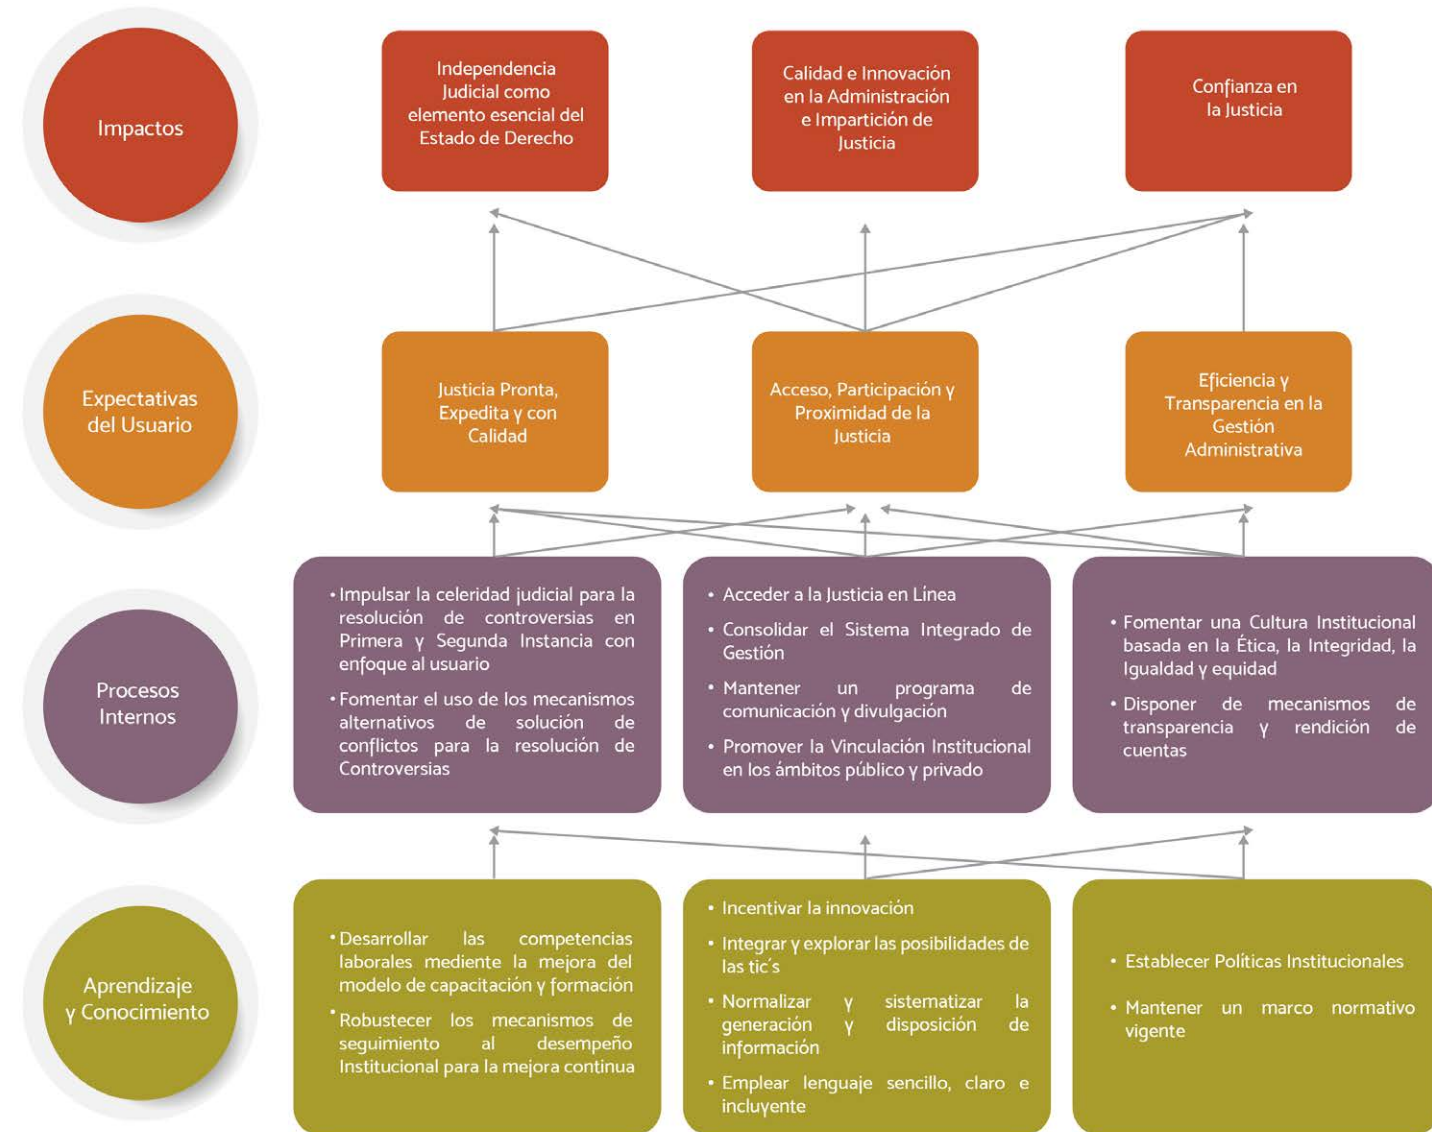 Impactos
Independencia
Judicial como
elemento esencial del
Estado de Derecho
Calidad e Innovación
en la Administración
e Impartición de
Justicia
Confianza en
la Justicia
Expectativas
del Usuario
Justicia Pronta,
Expedita y con
Calidad
Acceso, Participación y
Proximidad de la
Justicia
Eficiencia y
Transparencia en la
Gestión
Administrativa
Procesos
Internos
• Impulsar la celeridad judicial para la
resolución de controversias en
Primera y Segunda Instancia con
enfoque al usuario
• Fomentar el uso de los mecanismos
alternativos de solución de
conflictos para la resolución de
Controversias
• Acceder a la Justicia en Línea
• Consolidar el Sistema Integrado de
Gestión
• Mantener un programa de
comunicación y divulgación
• Promover la Vinculación Institucional
en los ámbitos público y privado
• Fomentar una Cultura Institucional
basada en la Ética, la Integridad, la
Igualdad y equidad
• Disponer de mecanismos de
transparencia y rendición de
cuentas
Aprendizaje
y Conocimiento
• Desarrollar las competencias
laborales mediante la mejora del
modelo de capacitación y formación
• Robustecer los mecanismos de
seguimiento al desempeño
Institucional para la mejora continua
• Incentivar la innovación
• Integrar y explorar las posibilidades de
las tic´s
• Normalizar y sistematizar la
generación y disposición de
información
• Emplear lenguaje sencillo, claro e
incluyente
• Establecer Políticas Institucionales
• Mantener un marco normativo
vigente